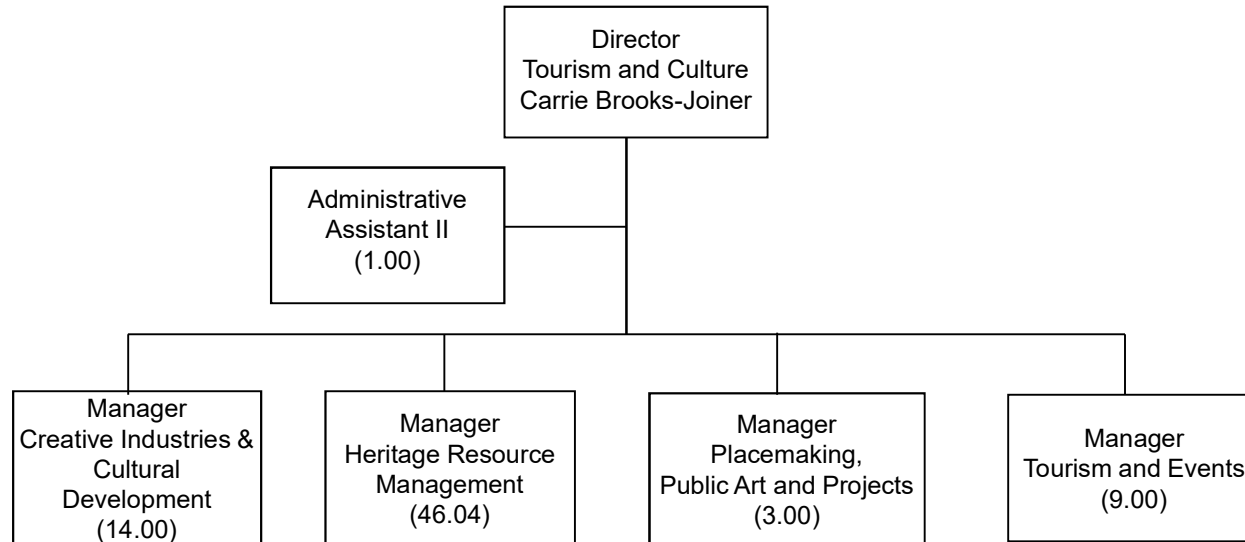 Director
Tourism and Culture
Carrie Brooks-Joiner
Administrative
Assistant II
(1.00)
Manager
Creative Industries &
Cultural
Development
(14.00)
Manager
Heritage Resource
Management
(46.04)
Manager
Placemaking,
Public Art and Projects
(3.00)
Manager
Tourism and Events
(9.00)